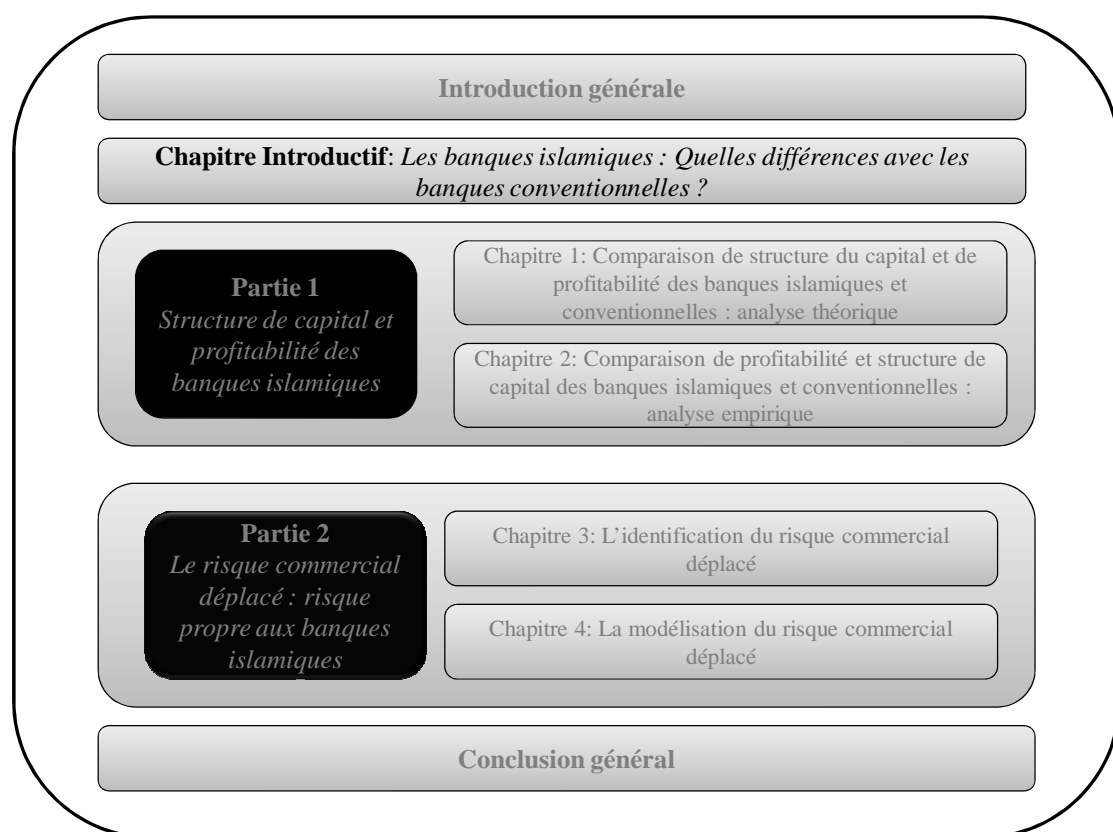 Introduction générale
Chapitre Introductif: Les banques islamiques : Quelles différences avec les
banques conventionnelles ?
Partie 1
Structure de capital et
profitabilité des
banques islamiques
Chapitre 1: Comparaison de structure du capital et de
profitabilité des banques islamiques et
conventionnelles : analyse théorique
Chapitre 2: Comparaison de profitabilité et structure de
capital des banques islamiques et conventionnelles :
analyse empirique
Partie 2
Le risque commercial
déplacé : risque
propre aux banques
islamiques
Chapitre 3: L’identification du risque commercial
déplacé
Chapitre 4: La modélisation du risque commercial
déplacé
Conclusion général